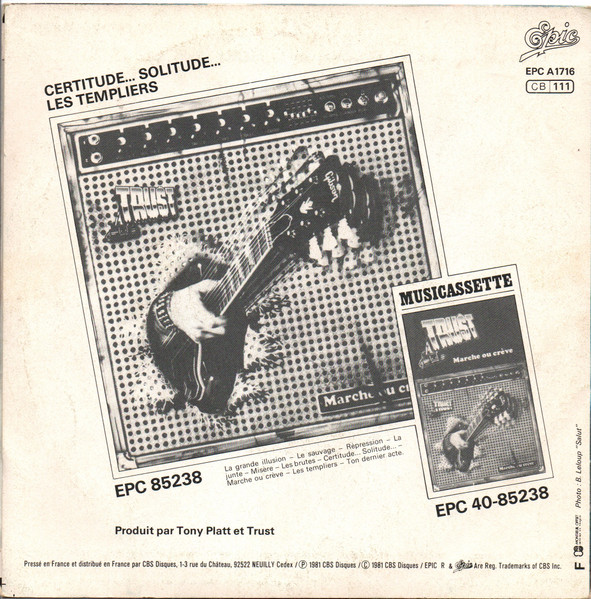 Epic
EPC A1716
CB 111
CERTITUDE... SOLITUDE...
LES TEMPLIERS
TRUST
Marche ou cr
MUSICASSETTE
TRUST
Marche ou crève
EPC 85238
La grande illusion – Le sauvage – Répression – La
junte – Misère – Les brutes – Certitude... Solitude... –
Marche ou crève – Les templiers – Ton dernier acte.
EPC 40-85238
Produit par Tony Platt et Trust
Photo : B. Leloup "Salut"
F
Pressé en France et distribué en France par CBS Disques, 1-3 rue du Château, 92522 NEUILLY Cedex / Ⓟ 1981 CBS Disques / Ⓒ 1981 CBS Disques / EPIC R & Epic Are Reg. Trademarks of CBS Inc.